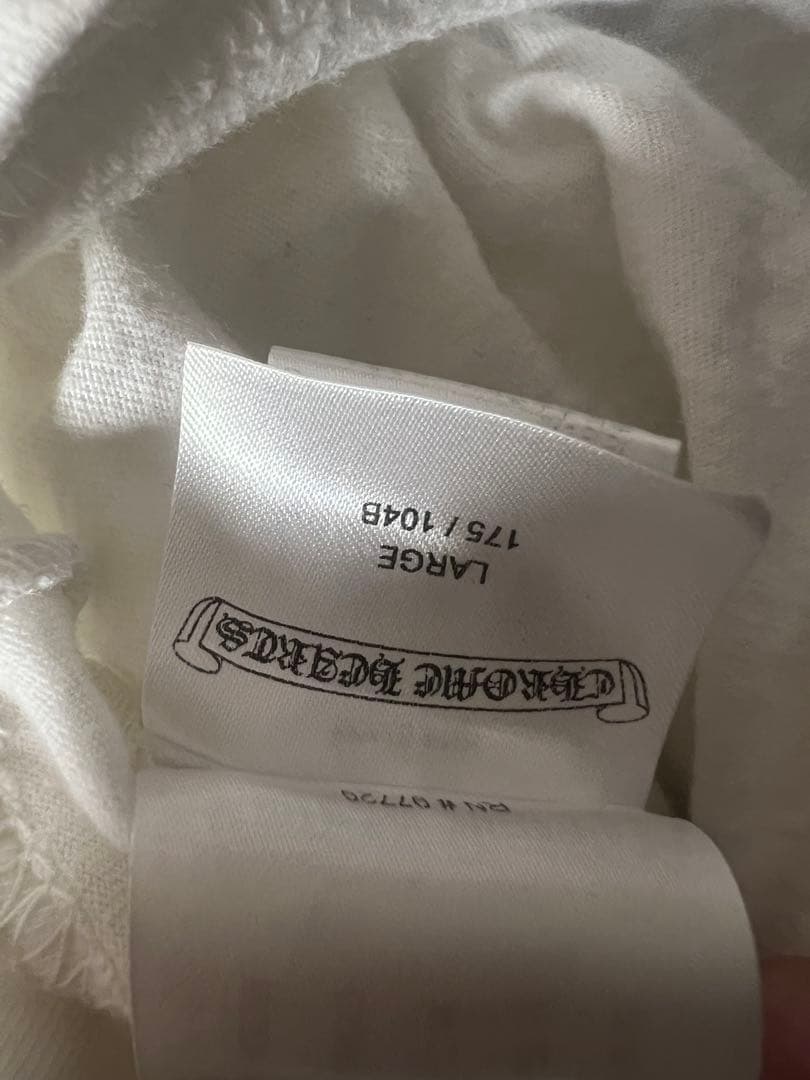 RN # 07720
CHROME HEARTS
LARGE
175 / 104B